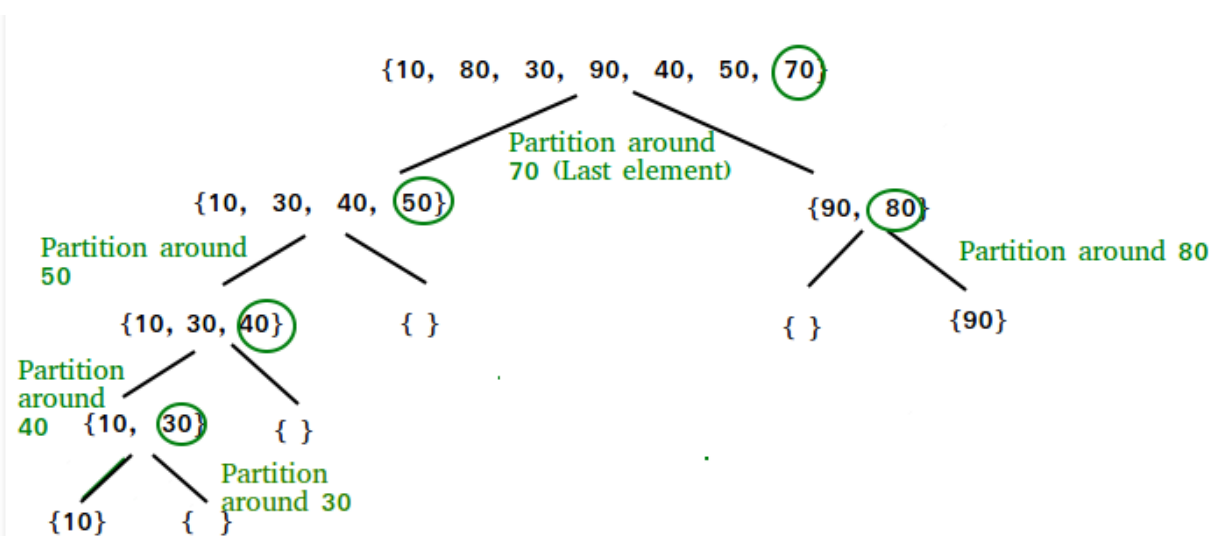 {10, 80, 30, 90, 40, 50, 70}
Partition around
70 (Last element)
{10, 30, 40, 50}
{90, 80}
Partition around
50
Partition around 80
{10, 30, 40}
{ }
{ }
{90}
Partition
around
40
{10, 30}
{ }
Partition
around 30
{10}
{ }